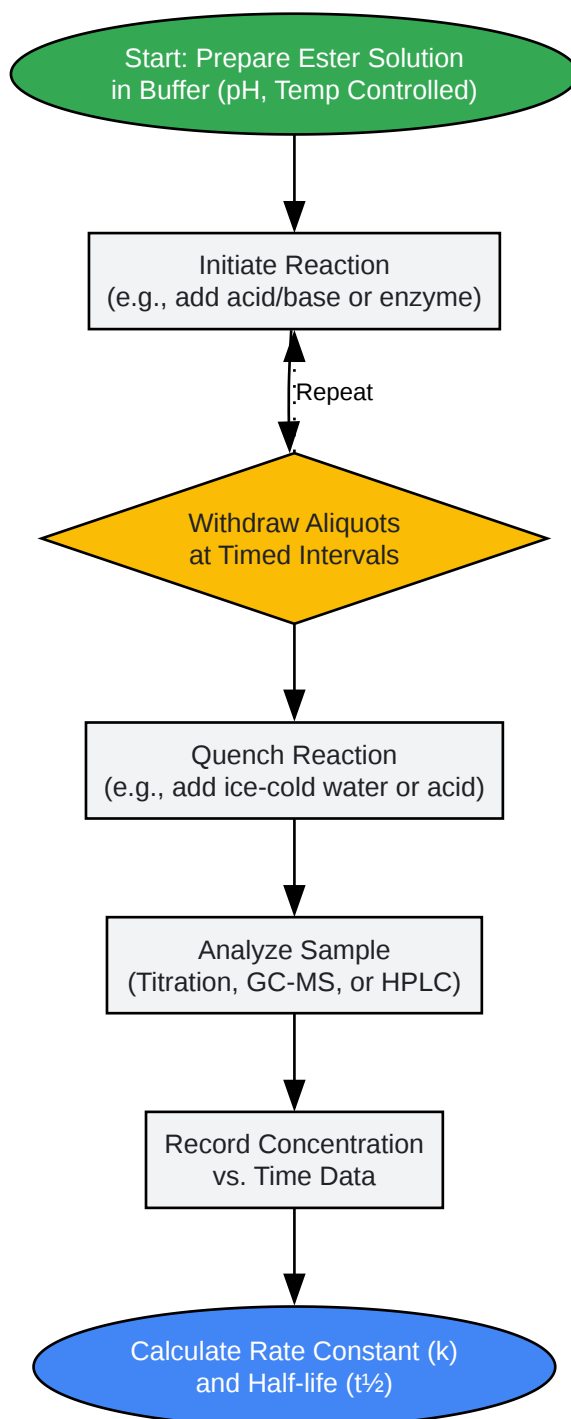 Start: Prepare Ester Solution
in Buffer (pH, Temp Controlled)
Initiate Reaction
(e.g., add acid/base or enzyme)
Repeat
Withdraw Aliquots
at Timed Intervals
Quench Reaction
(e.g., add ice-cold water or acid)
Analyze Sample
(Titration, GC-MS, or HPLC)
Record Concentration
vs. Time Data
Calculate Rate Constant (k)
and Half-life (t½)